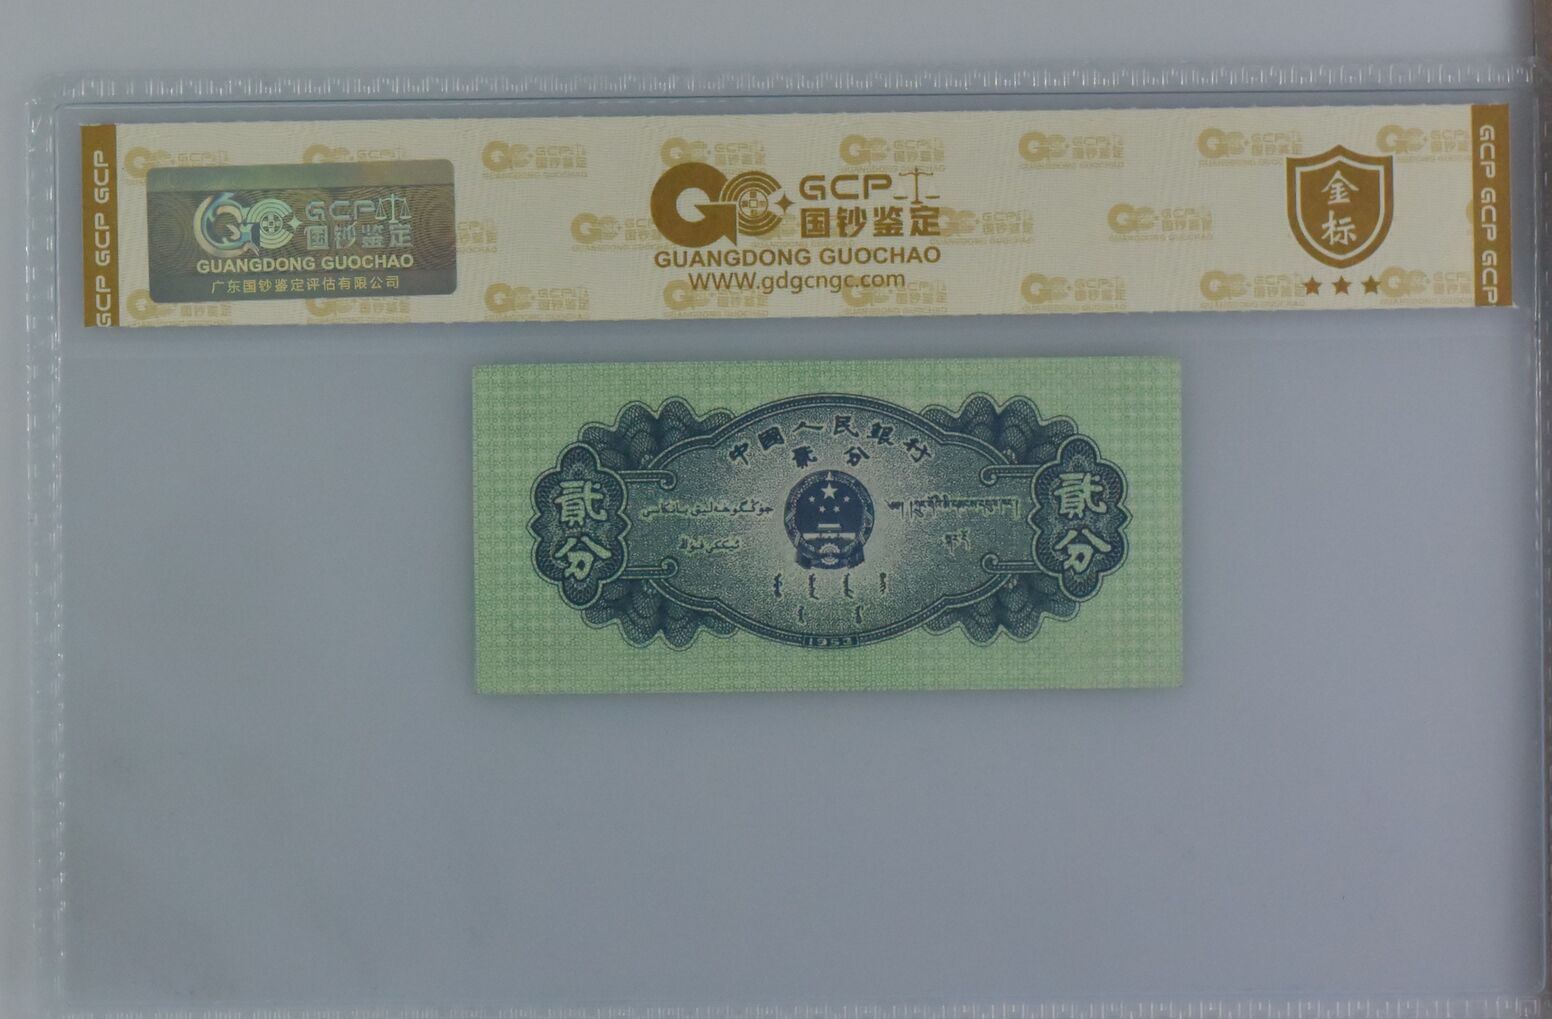 GCP GCP GCP
GCP
国钞鉴定
GUANGDONG GUOCHAO
广东国钞鉴定评估有限公司
GCP
国钞鉴定
GUANGDONG GUOCHAO
WWW.gdgcngc.com
金
标
GCP GCP GCP
中國人民銀行
貳分
貳分
貳分
1953